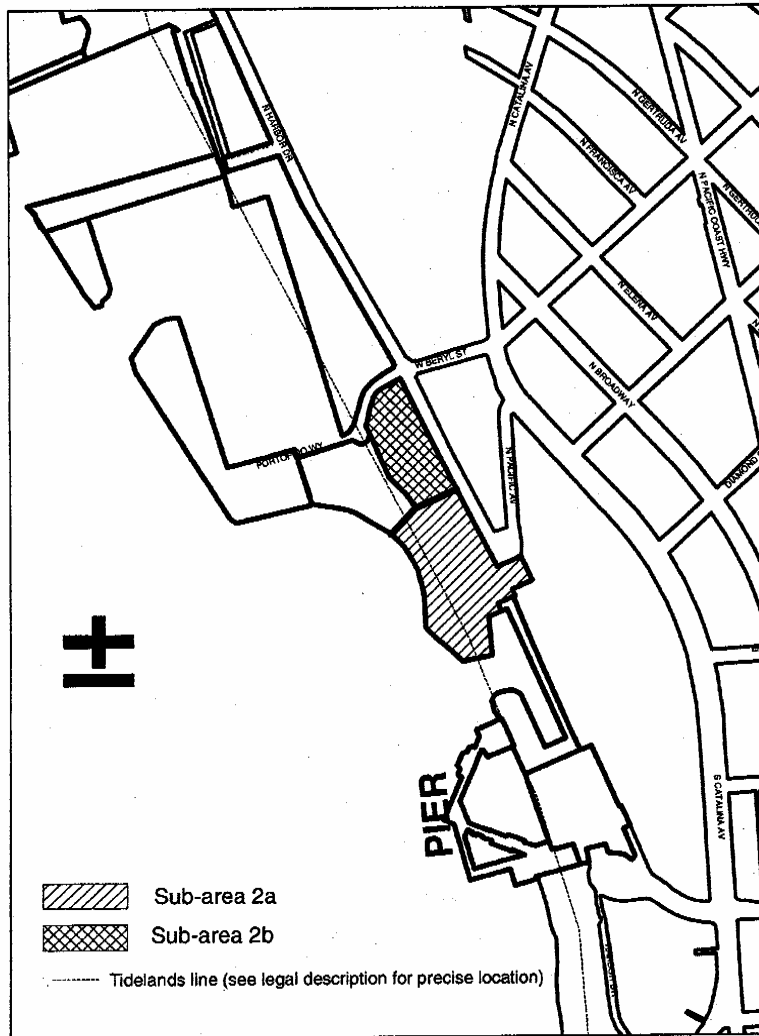 N HARBOR DR
N CATALINA AV
N GERTRUDA AV
N FRANCISCA AV
N PACIFIC COAST HWY
N GERTRUD
N ELENA AV
W BERYL ST
N BROADWAY
PORTOFINO WY
N PACIFIC AV
DIAMOND S
PIER
S CATALINA AV
Sub-area 2a
Sub-area 2b
Tidelands line (see legal description for precise location)